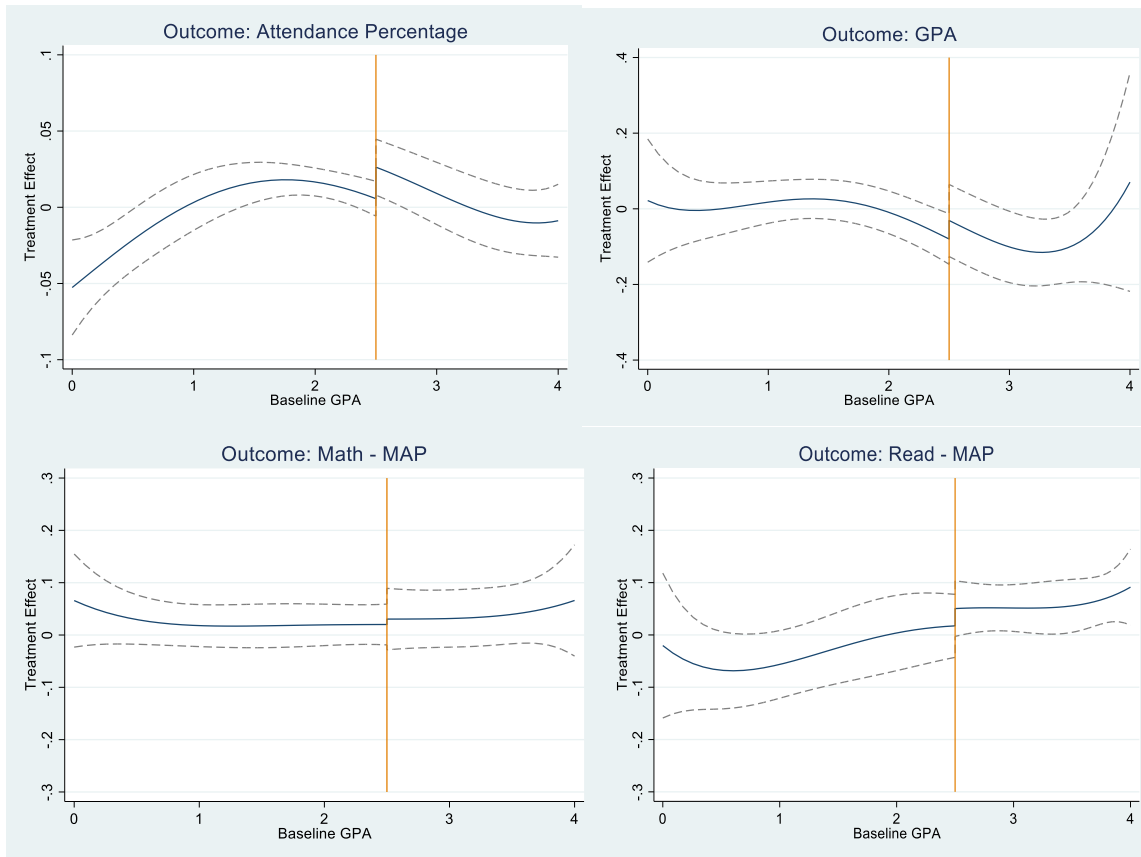 Outcome: Attendance Percentage
Treatment Effect
.1
.05
0
-.05
-.1
0 1 2 3 4
Baseline GPA
Outcome: GPA
Treatment Effect
.4
.2
0
-.2
-.4
0 1 2 3 4
Baseline GPA
Outcome: Math - MAP
Treatment Effect
.3
.2
.1
0
-.1
-.2
-.3
0 1 2 3 4
Baseline GPA
Outcome: Read - MAP
Treatment Effect
.3
.2
.1
0
-.1
-.2
-.3
0 1 2 3 4
Baseline GPA